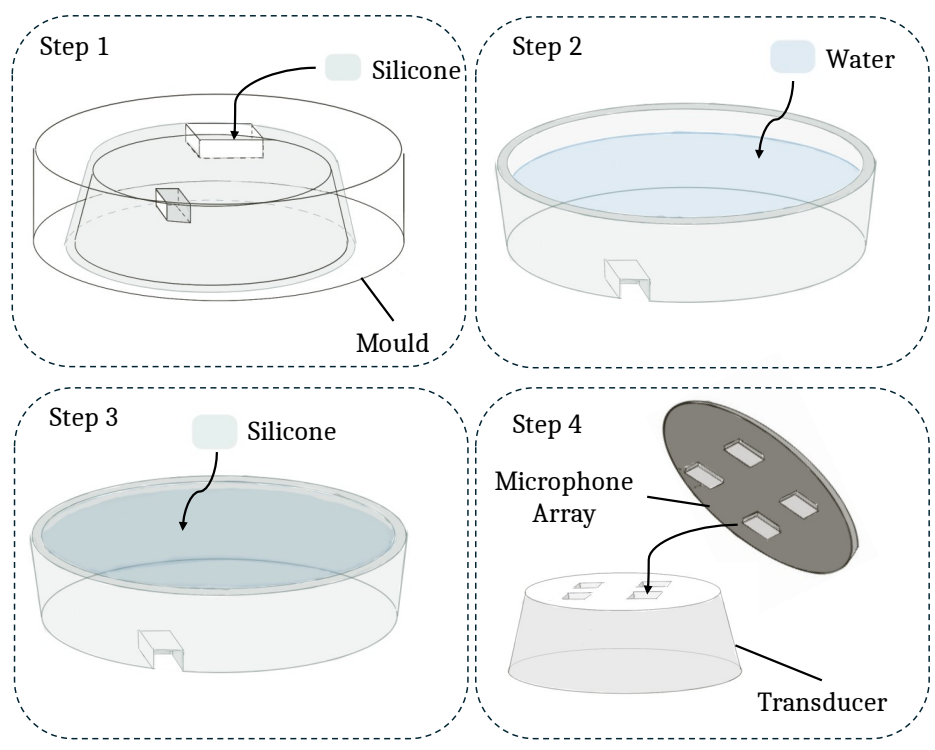 Step 1
Silicone
Mould
Step 2
Water
Step 3
Silicone
Step 4
Microphone
Array
Transducer